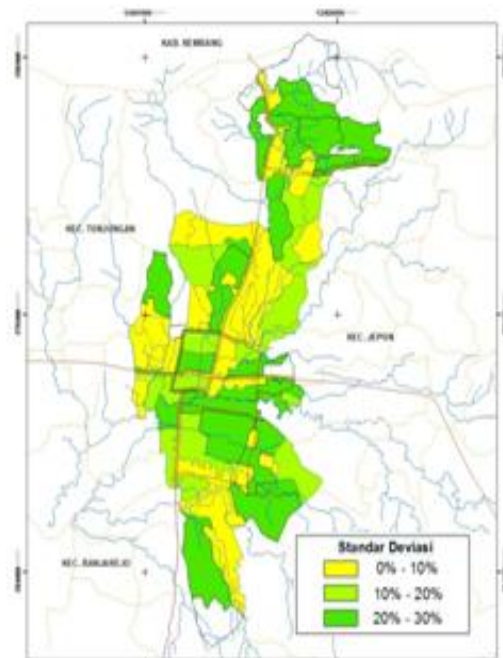 KAB. REMBANG
KEC. TUNJUNGAN
KEC. JEPON
KEC. BANJAREJO
Standar Deviasi
0% - 10%
10% - 20%
20% - 30%